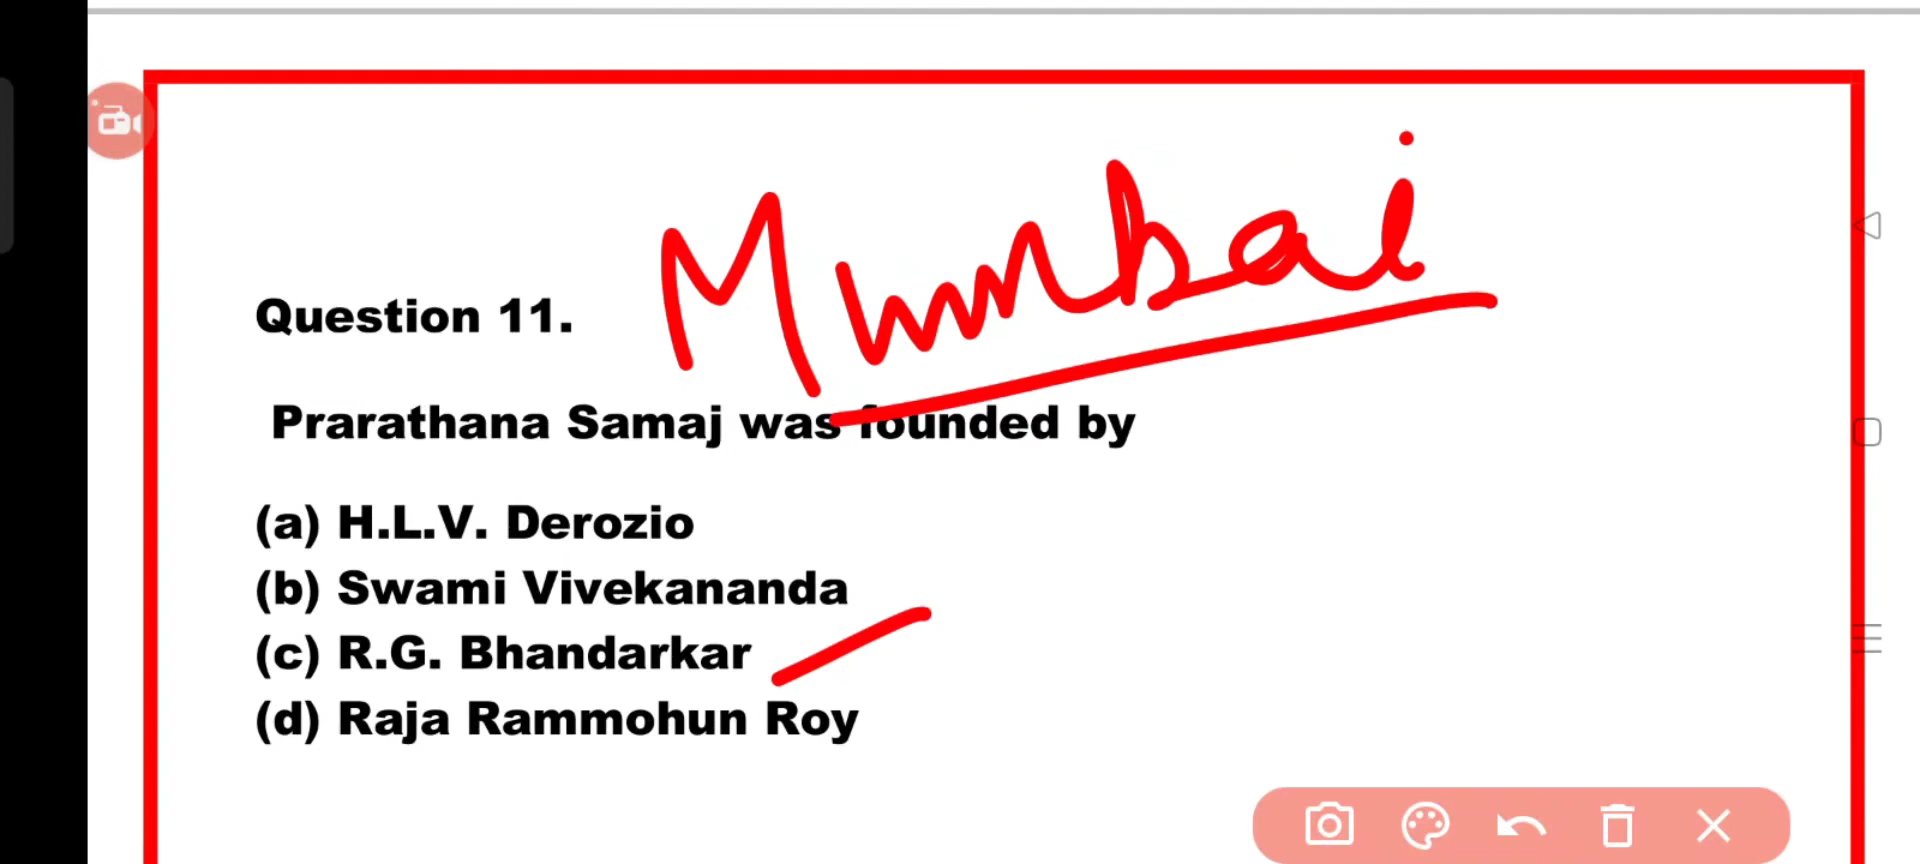 Mumbai
Question 11.
Prarathana Samaj was founded by
(a) H.L.V. Derozio
(b) Swami Vivekananda
(c) R.G. Bhandarkar
(d) Raja Rammohun Roy